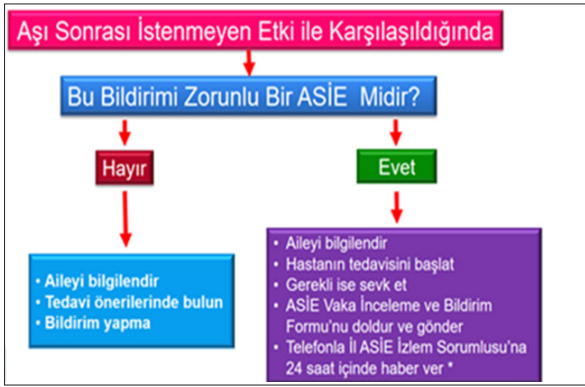 Aşı Sonrası İstenmeyen Etki ile Karşılaşıldığında
Bu Bildirimi Zorunlu Bir ASİE Midir?
Hayır
Evet
• Aileyi bilgilendir
• Tedavi önerilerinde bulun
• Bildirim yapma
• Aileyi bilgilendir
• Hastanın tedavisini başlat
• Gerekli ise sevk et
• ASİE Vaka İnceleme ve Bildirim
Formu'nu doldur ve gönder
• Telefonla İl ASİE İzlem Sorumlusu'na
24 saat içinde haber ver *